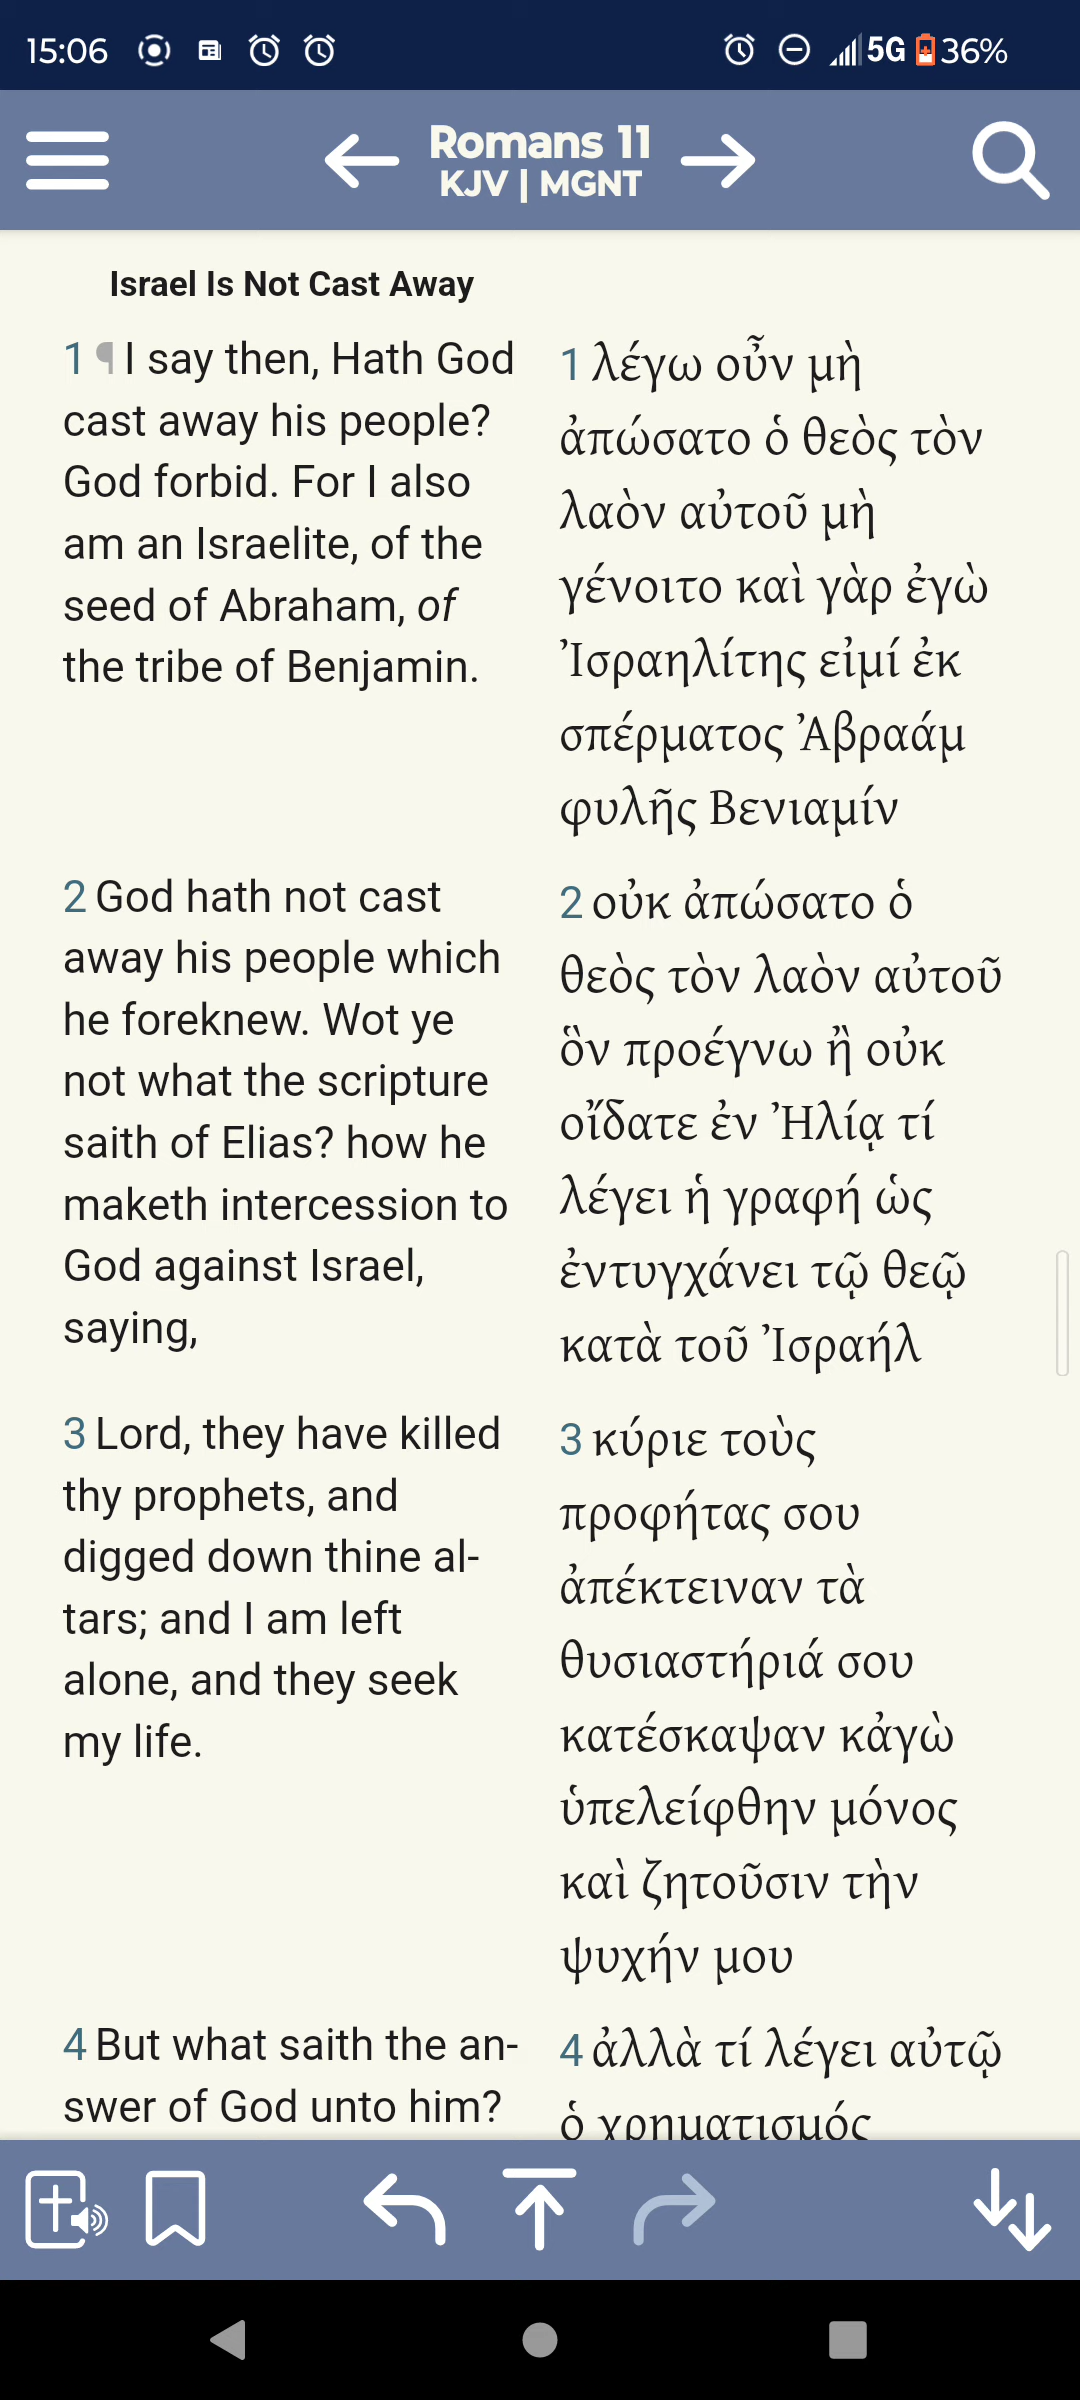 15:06
5G 36%
Romans 11
KJV | MGNT
Israel Is Not Cast Away
1 ¶ I say then, Hath God
cast away his people?
God forbid. For I also
am an Israelite, of the
seed of Abraham, of
the tribe of Benjamin.
1 λέγω οὖν μὴ
ἀπώσατο ὁ θεὸς τὸν
λαὸν αὐτοῦ μὴ
γένοιτο καὶ γὰρ ἐγὼ
Ἰσραηλίτης εἰμί ἐκ
σπέρματος Ἀβραάμ
φυλῆς Βενιαμίν
2 God hath not cast
away his people which
he foreknew. Wot ye
not what the scripture
saith of Elias? how he
maketh intercession to
God against Israel,
saying,
2 οὐκ ἀπώσατο ὁ
θεὸς τὸν λαὸν αὐτοῦ
ὃν προέγνω ἢ οὐκ
οἴδατε ἐν Ἠλίᾳ τί
λέγει ἡ γραφή ὡς
ἐντυγχάνει τῷ θεῷ
κατὰ τοῦ Ἰσραήλ
3 Lord, they have killed
thy prophets, and
digged down thine al-
tars; and I am left
alone, and they seek
my life.
3 κύριε τοὺς
προφήτας σου
ἀπέκτειναν τὰ
θυσιαστήριά σου
κατέσκαψαν κἀγὼ
ὑπελείφθην μόνος
καὶ ζητοῦσιν τὴν
ψυχήν μου
4 But what saith the an-
swer of God unto him?
4 ἀλλὰ τί λέγει αὐτῷ
ὁ χρηματισμός